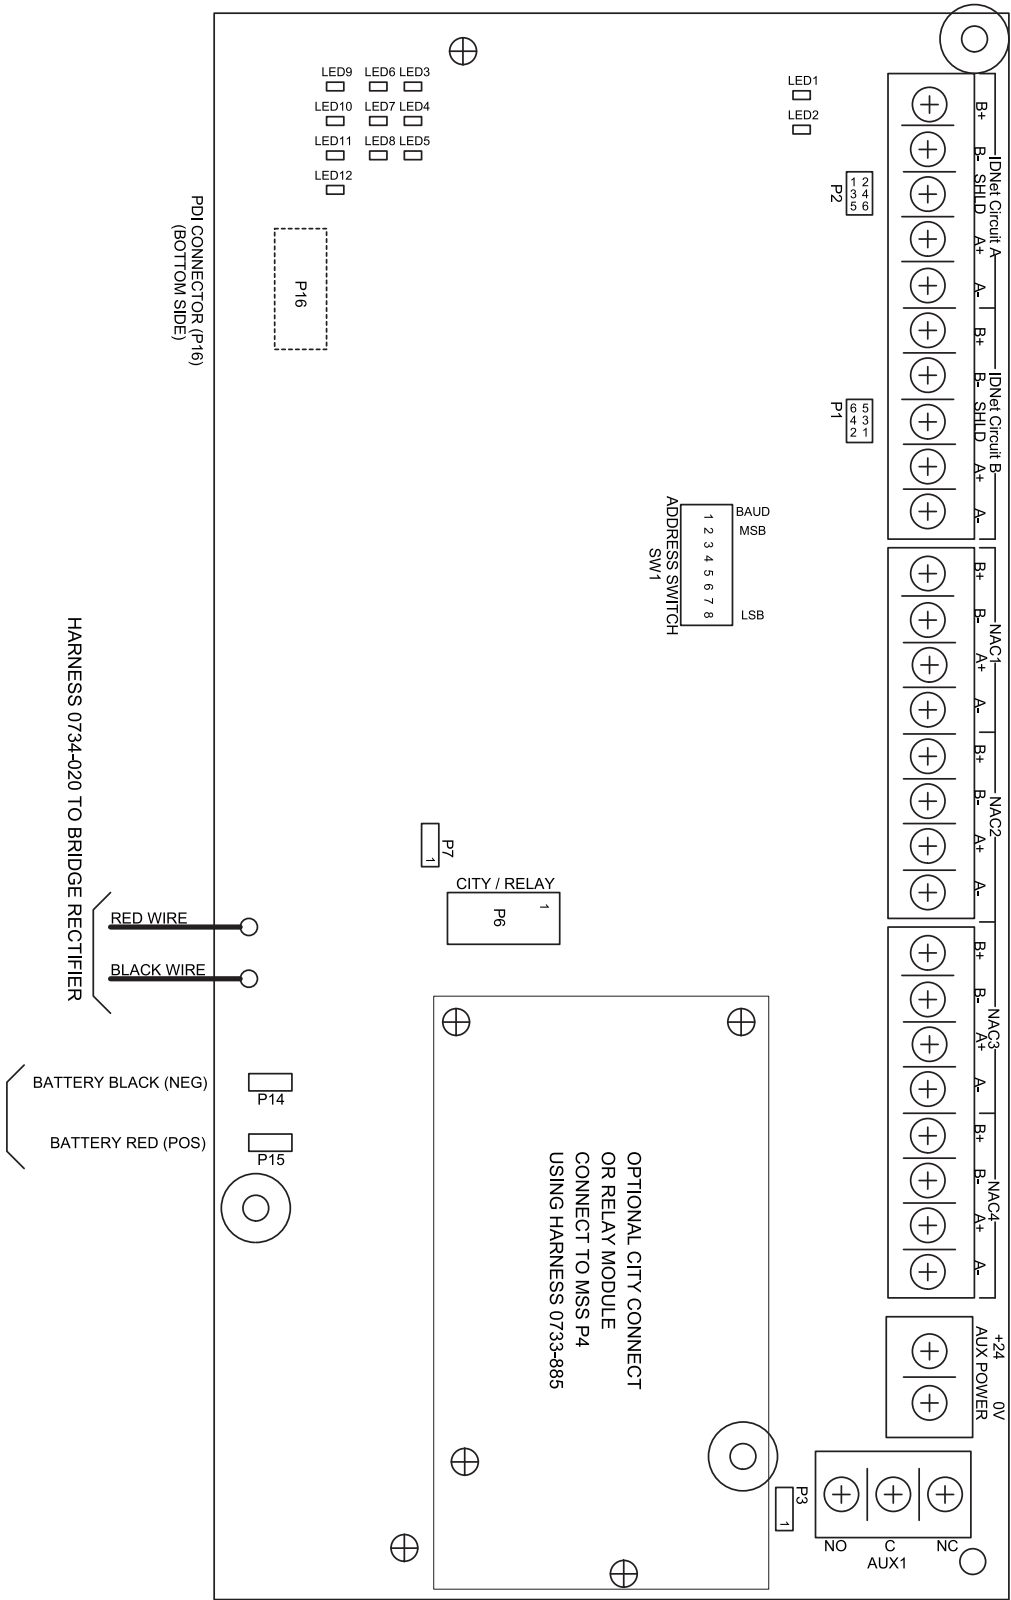 LED9 LED6 LED3
LED10 LED7 LED4
LED11 LED8 LED5
LED12
LED1
LED2
IDNet Circuit A
B+ B- SHLD A+ A-
IDNet Circuit B
B+ B- SHLD A+ A-
NAC1
B+ B- A+ A-
NAC2
B+ B- A+ A-
NAC3
B+ B- A+ A-
NAC4
B+ B- A+ A-
+24 0V
AUX POWER
NO C NC
AUX1
P3
1
P2
2 4 6
1 3 5
P1
5 3 1
6 4 2
BAUD
MSB
LSB
1 2 3 4 5 6 7 8
ADDRESS SWITCH
SW1
P16
PDI CONNECTOR (P16)
(BOTTOM SIDE)
P7
1
CITY / RELAY
1
P6
OPTIONAL CITY CONNECT
OR RELAY MODULE
CONNECT TO MSS P4
USING HARNESS 0733-885
HARNESS 0734-020 TO BRIDGE RECTIFIER
RED WIRE
BLACK WIRE
BATTERY BLACK (NEG)
P14
BATTERY RED (POS)
P15